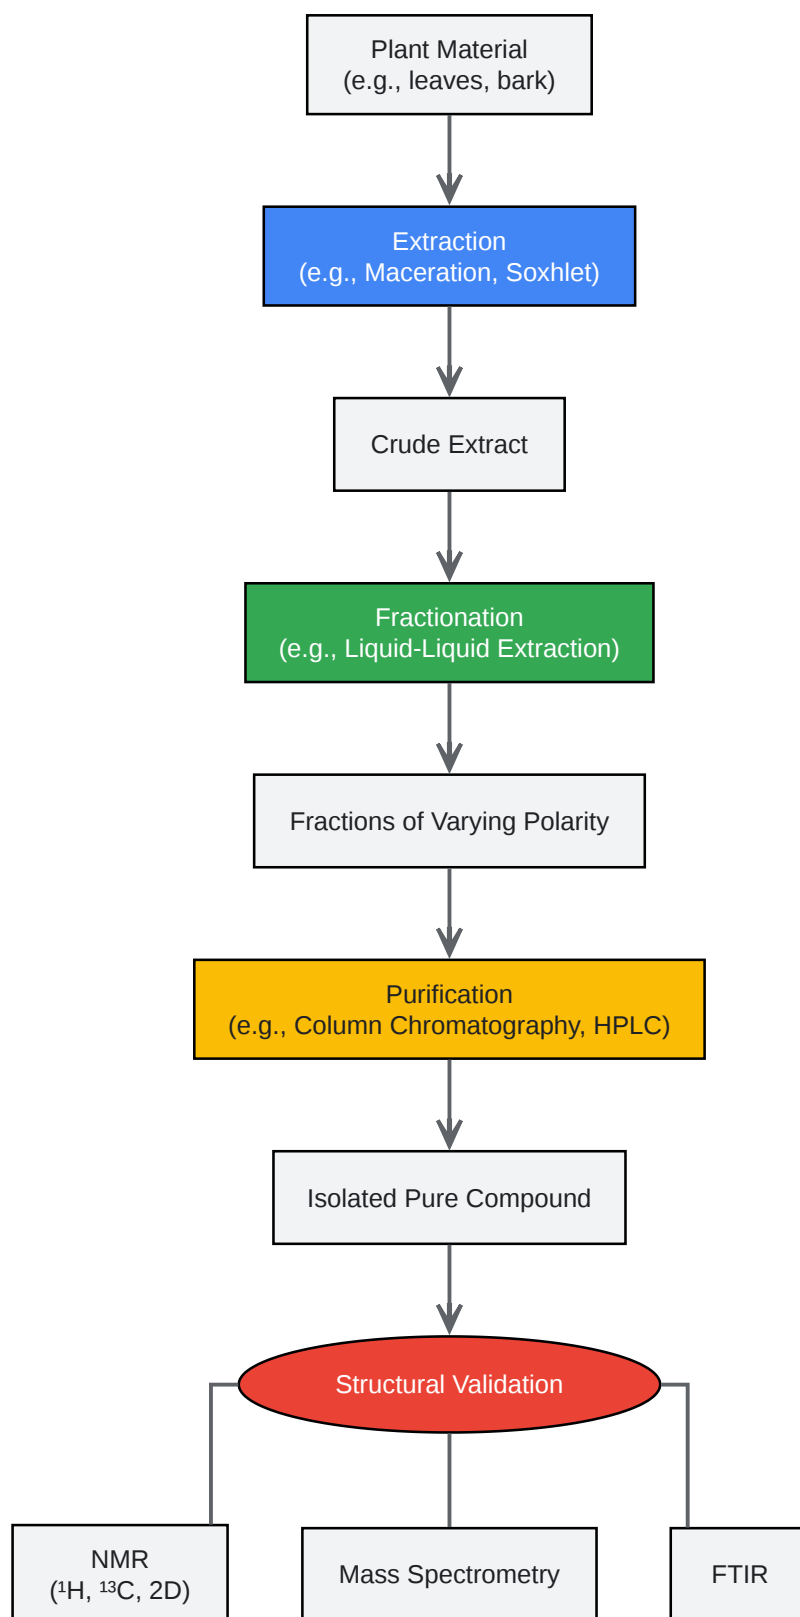 Plant Material
(e.g., leaves, bark)
Extraction
(e.g., Maceration, Soxhlet)
Crude Extract
Fractionation
(e.g., Liquid-Liquid Extraction)
Fractions of Varying Polarity
Purification
(e.g., Column Chromatography, HPLC)
Isolated Pure Compound
Structural Validation
NMR
(¹H, ¹³C, 2D)
Mass Spectrometry
FTIR